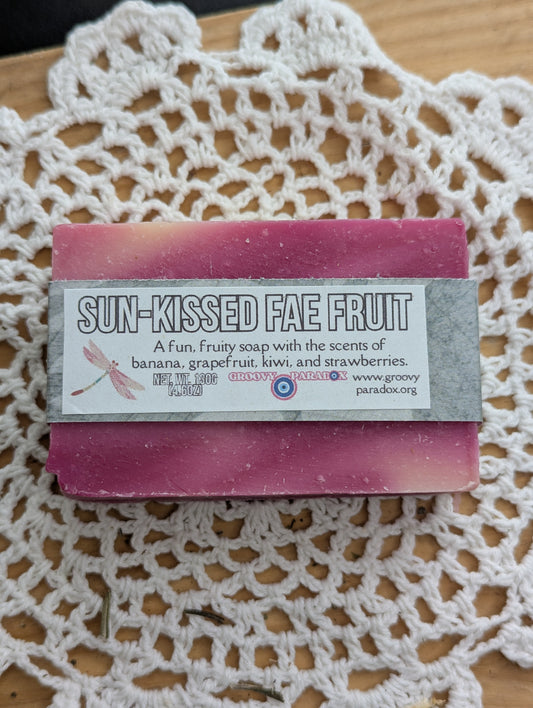 SUN-KISSED FAE FRUIT
A fun, fruity soap with the scents of
banana, grapefruit, kiwi, and strawberries.
NET. WT. 130G
(4.6OZ)
GROOVY PARADOX
www.groovy
paradox.org